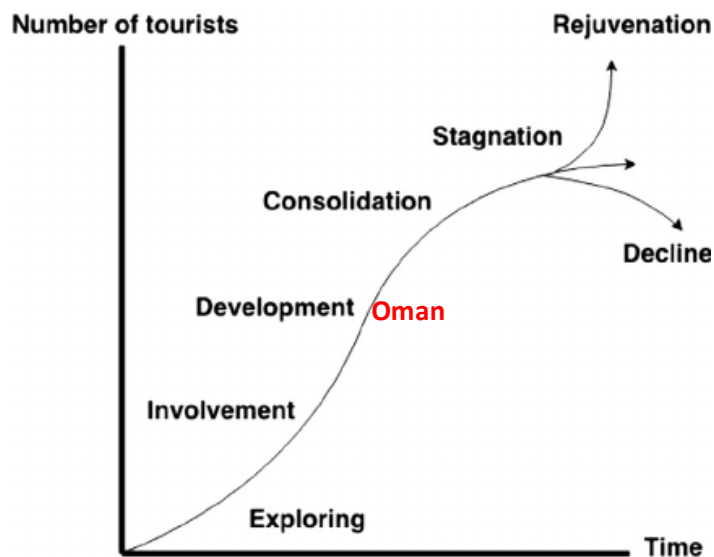 Number of tourists
Rejuvenation
Stagnation
Consolidation
Decline
Development
Oman
Involvement
Exploring
Time